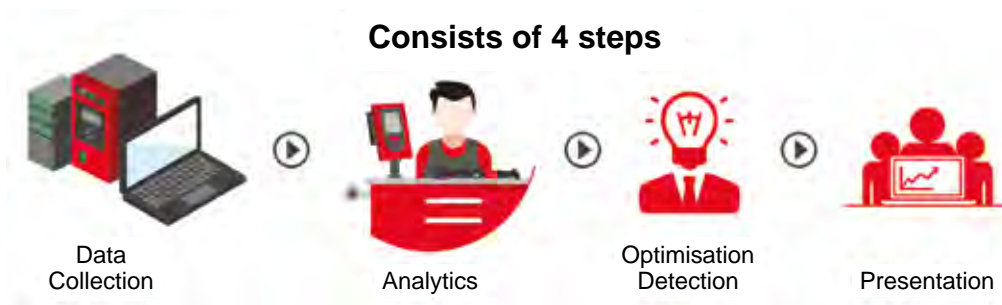 Consists of 4 steps
Data
Collection
Analytics
Optimisation
Detection
Presentation